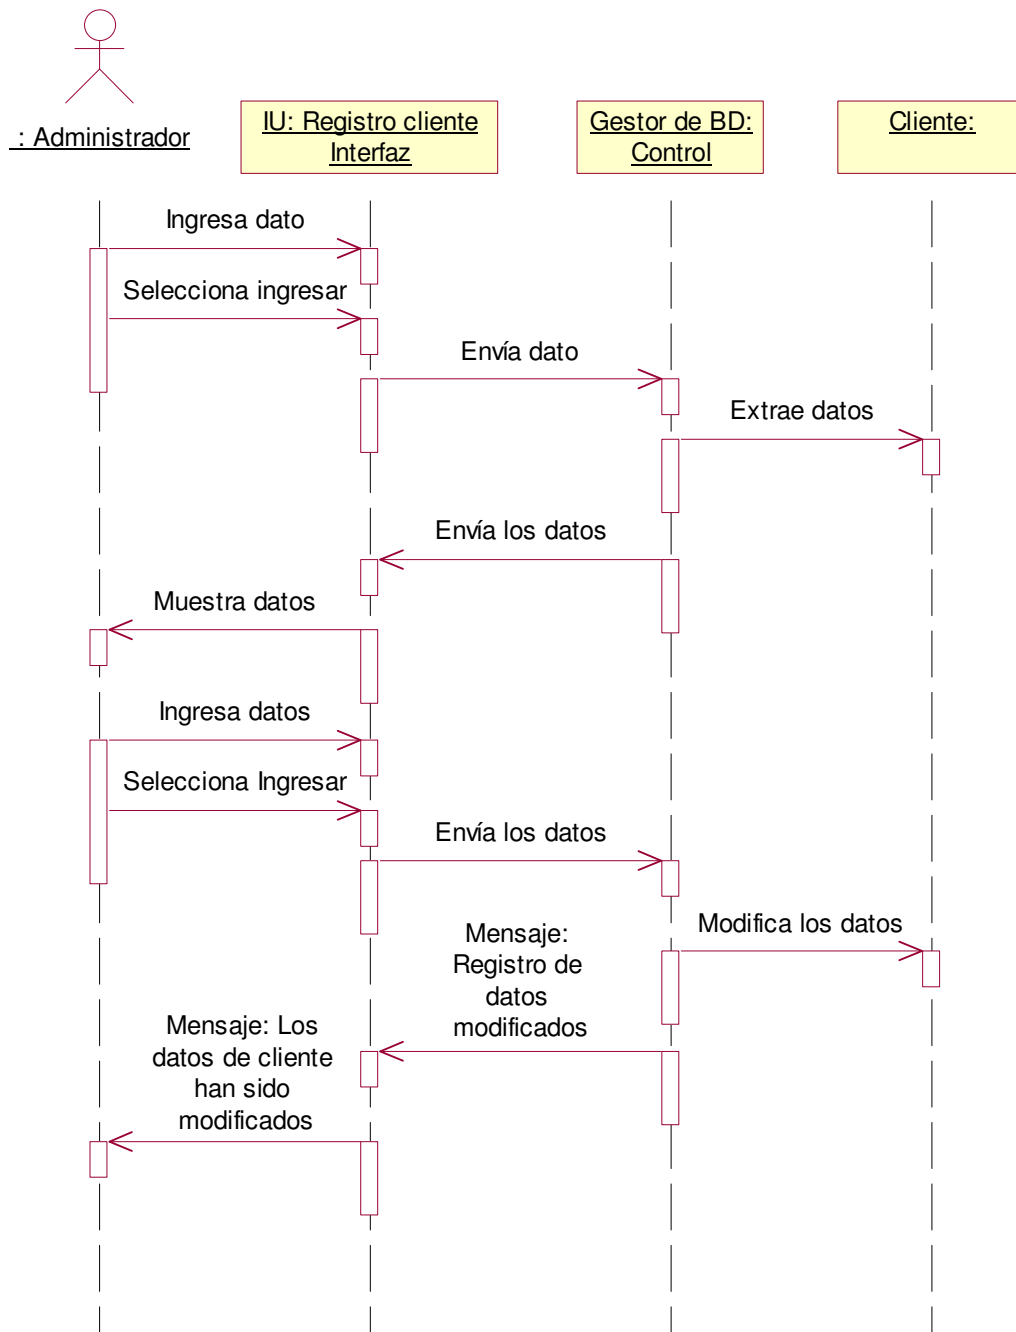 : Administrador
IU: Registro cliente
Interfaz
Gestor de BD:
Control
Cliente:
Ingresa dato
Selecciona ingresar
Envía dato
Extrae datos
Envía los datos
Muestra datos
Ingresa datos
Selecciona Ingresar
Envía los datos
Modifica los datos
Mensaje:
Registro de
datos
modificados
Mensaje: Los
datos de cliente
han sido
modificados